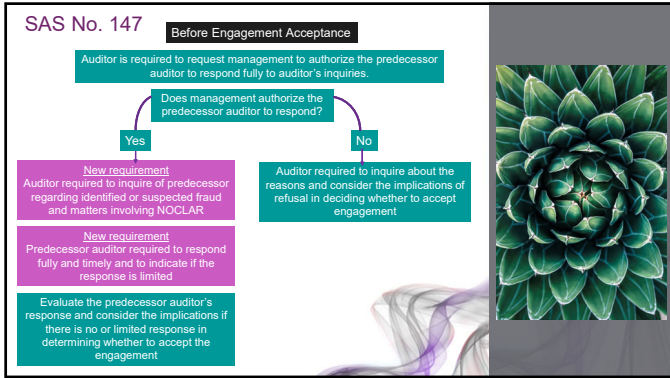 SAS No. 147
Before Engagement Acceptance
Auditor is required to request management to authorize the predecessor
auditor to respond fully to auditor's inquiries.
Does management authorize the
predecessor auditor to respond?
Yes
No
New requirement
Auditor required to inquire of predecessor
regarding identified or suspected fraud
and matters involving NOCLAR
Auditor required to inquire about the
reasons and consider the implications of
refusal in deciding whether to accept
engagement
New requirement
Predecessor auditor required to respond
fully and timely and to indicate if the
response is limited
Evaluate the predecessor auditor's
response and consider the implications if
there is no or limited response in
determining whether to accept the
engagement